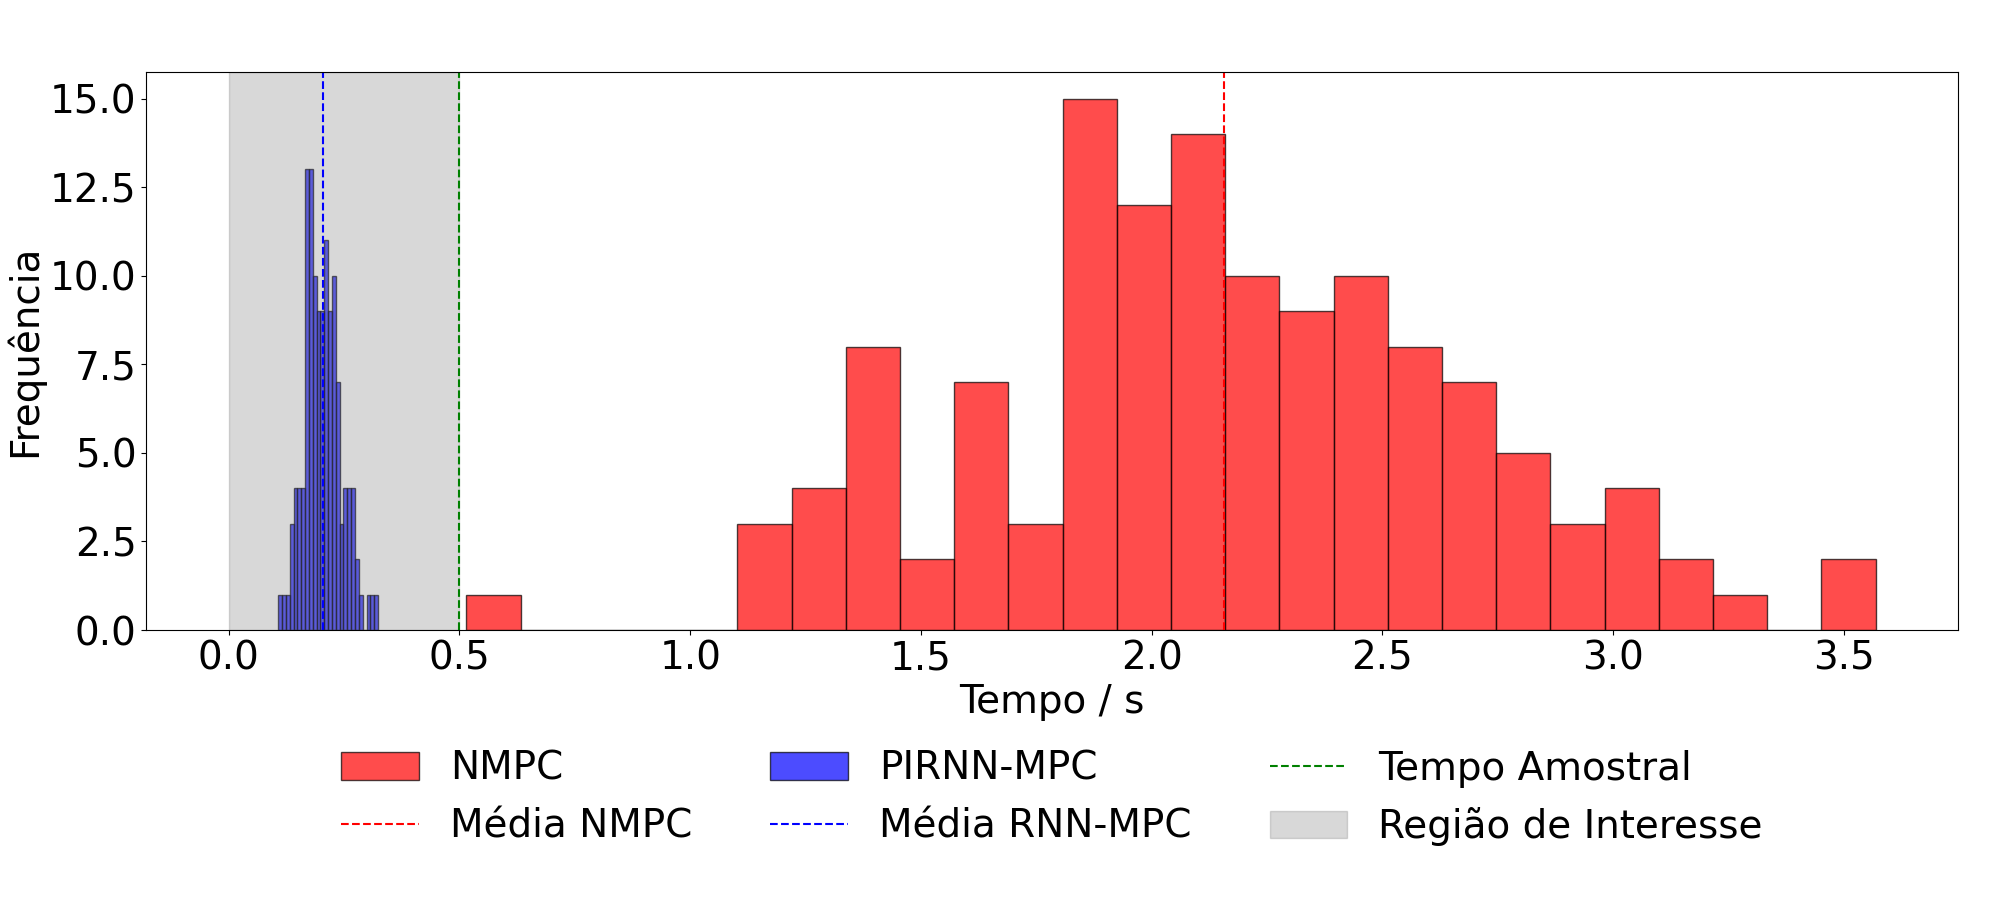 15.0
12.5
10.0
7.5
5.0
2.5
0.0
Frequência
0.0 0.5 1.0 1.5 2.0 2.5 3.0 3.5
Tempo / s
NMPC PIRNN-MPC Tempo Amostral
Média NMPC Média RNN-MPC Região de Interesse